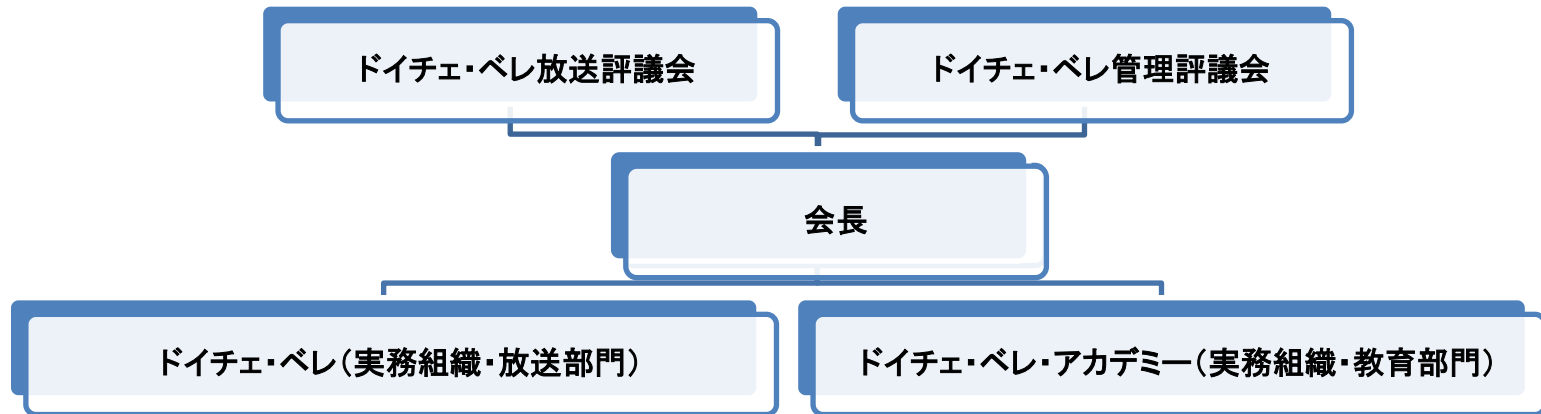 ドイチェ・ベレ放送評議会
ドイチェ・ベレ管理評議会
会長
ドイチェ・ベレ（実務組織・放送部門）
ドイチェ・ベレ・アカデミー（実務組織・教育部門）